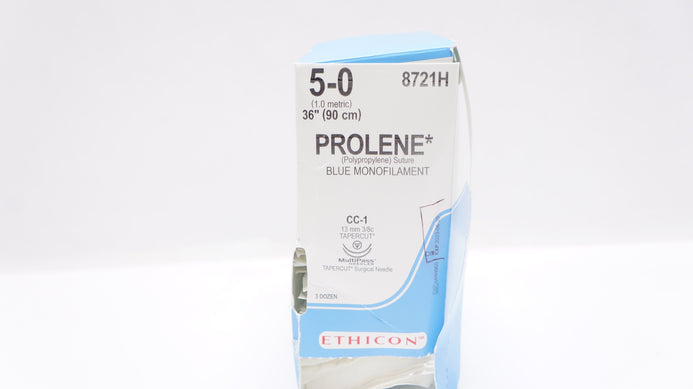 5-0
8721H
(1.0 metric)
36" (90 cm)
PROLENE*
(Polypropylene) Suture
BLUE MONOFILAMENT
CC-1
13 mm 3/8c
TAPERCUT*
MultiPass*
NEEDLES
TAPERCUT* Surgical Needle
3 DOZEN
ETHICON